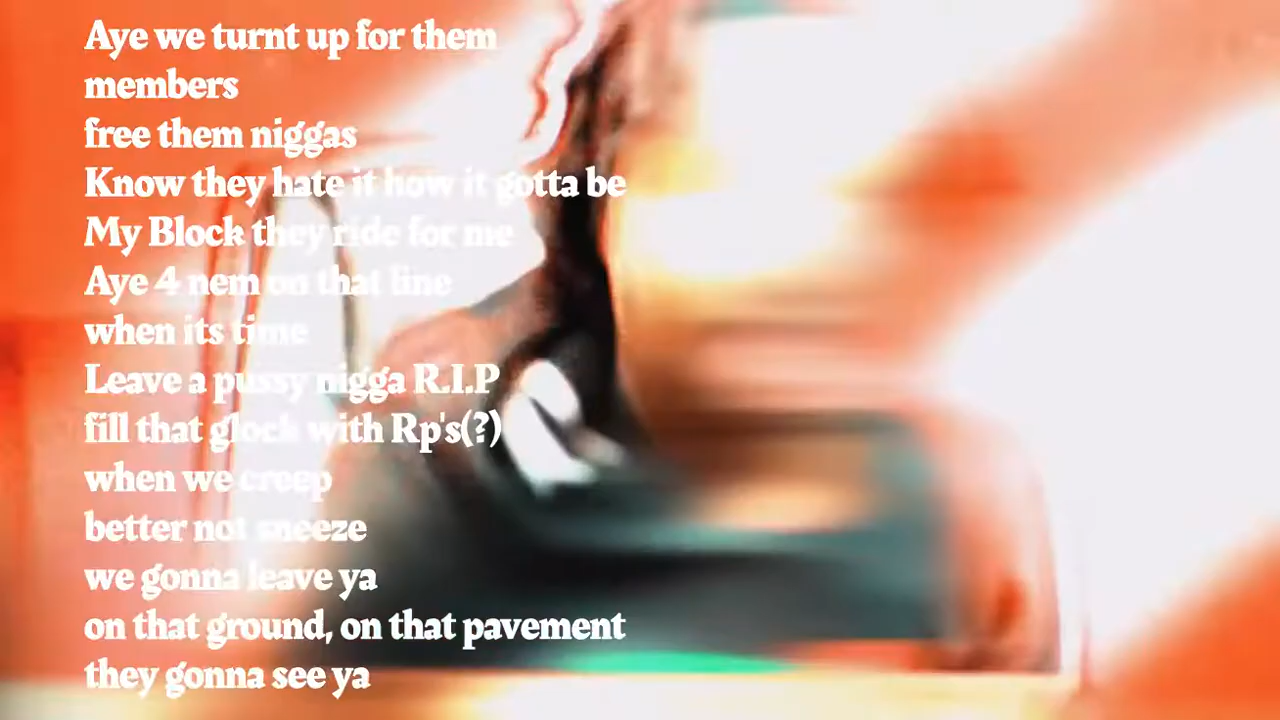 Aye we turnt up for them
members
free them niggas
Know they hate it how it gotta be
My Block they ride for me
Aye 4 nem on that line
when its time
Leave a pussy nigga R.I.P
fill that glock with Rp's(?)
when we creep
better not sneeze
we gonna leave ya
on that ground, on that pavement
they gonna see ya